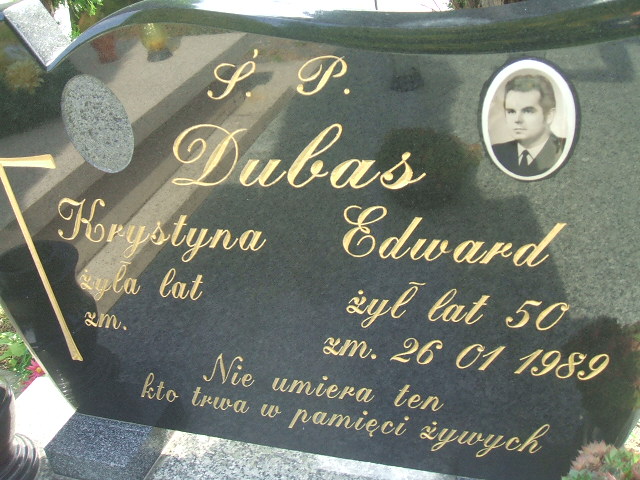 Ś. P.
Dubas
Krystyna
żyła lat
zm.
Edward
żył lat 50
zm. 26 01 1989
Nie umiera ten
kto trwa w pamięci żywych